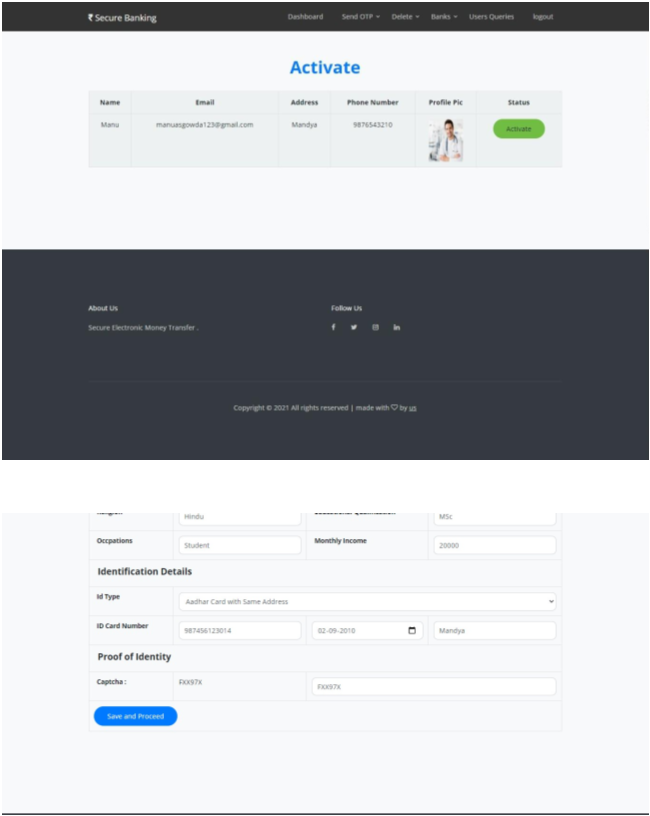 ₹ Secure Banking Dashboard Send OTP Delete Banks Users Queries logout
Activate
Name Email Address Phone Number Profile Pic Status
Manu manuasgowda123@gmail.com Mandya 9876543210 Activate
About Us Follow Us
Secure Electronic Money Transfer .
Copyright © 2021 All rights reserved | made with ♡ by us
Religion Hindu Educational Qualification MSc
Occpations Student Monthly Income 20000
Identification Details
Id Type Aadhar Card with Same Address
ID Card Number 987456123014 02-09-2010 Mandya
Proof of Identity
Captcha : FXX97X FXX97X
Save and Proceed